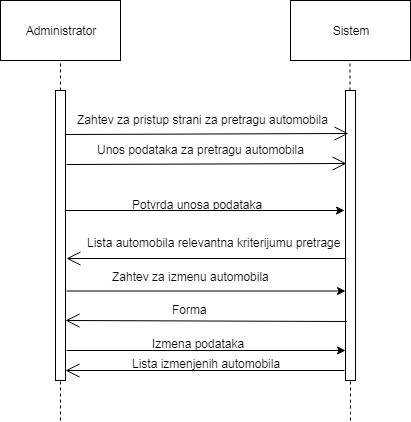 Administrator
Sistem
Zahtev za pristup strani za pretragu automobila
Unos podataka za pretragu automobila
Potvrda unosa podataka
Lista automobila relevantna kriterijumu pretrage
Zahtev za izmenu automobila
Forma
Izmena podataka
Lista izmenjenih automobila